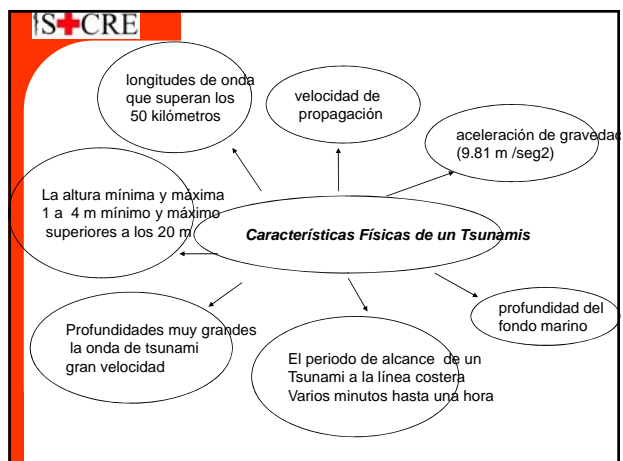 IS CRE
longitudes de onda
que superan los
50 kilómetros
velocidad de
propagación
aceleración de gravedad
(9.81 m /seg2)
La altura mínima y máxima
1 a 4 m mínimo y máximo
superiores a los 20 m
Características Físicas de un Tsunamis
profundidad del
fondo marino
Profundidades muy grandes
la onda de tsunami
gran velocidad
El periodo de alcance de un
Tsunami a la línea costera
Varios minutos hasta una hora